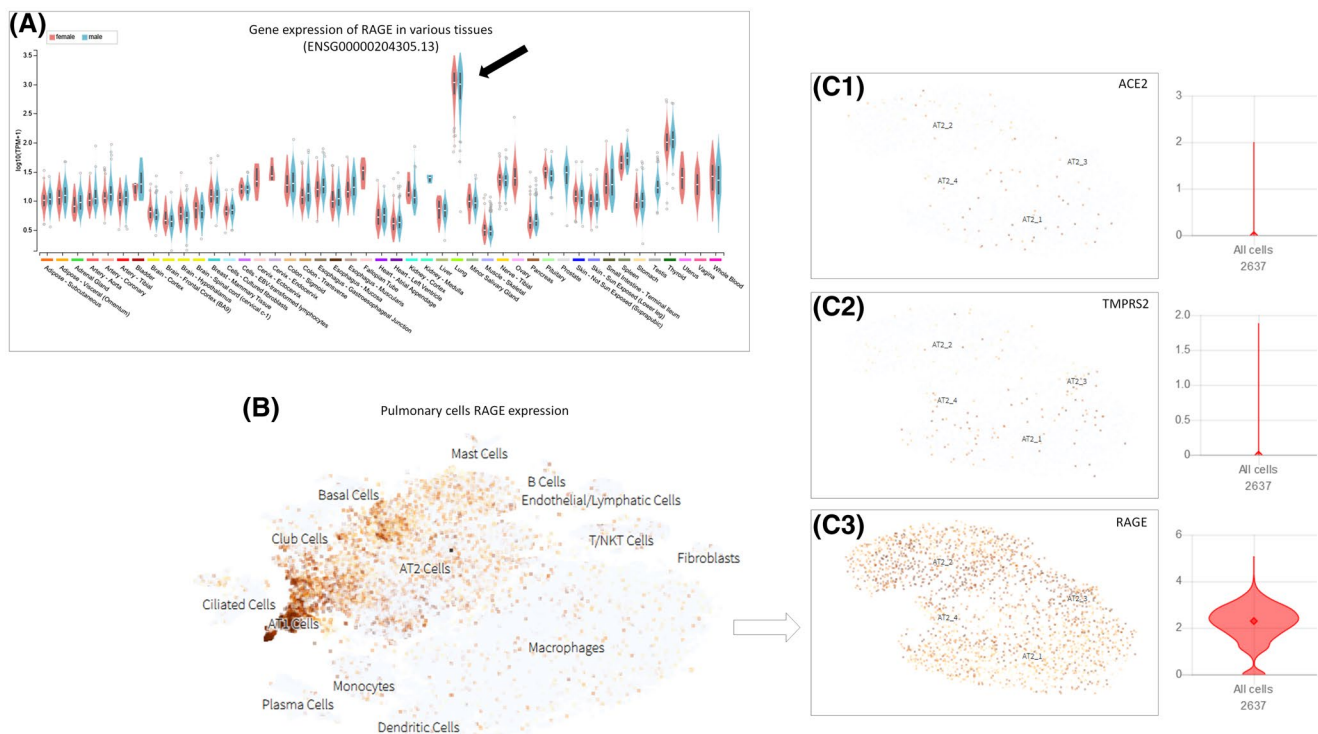 (A)
female male
Gene expression of RAGE in various tissues
(ENSG00000204305.13)
log10(TPM+1)
3.5
3.0
2.5
2.0
1.5
1.0
0.5
Adipose - Subcutaneous
Adipose - Visceral (Omentum)
Adrenal Gland
Artery - Aorta
Artery - Coronary
Artery - Tibial
Bladder
Brain - Cortex
Brain - Frontal Cortex (BA9)
Brain - Hypothalamus
Brain - Spinal cord (cervical c-1)
Breast - Mammary Tissue
Cells - Cultured fibroblasts
Cells - EBV-transformed lymphocytes
Cervix - Ectocervix
Cervix - Endocervix
Colon - Sigmoid
Colon - Transverse
Esophagus - Gastroesophageal Junction
Esophagus - Mucosa
Esophagus - Muscularis
Fallopian Tube
Heart - Atrial Appendage
Heart - Left Ventricle
Kidney - Cortex
Kidney - Medulla
Liver
Lung
Minor Salivary Gland
Muscle - Skeletal
Nerve - Tibial
Ovary
Pancreas
Pituitary
Prostate
Skin - Not Sun Exposed (Suprapubic)
Skin - Sun Exposed (Lower leg)
Small Intestine - Terminal Ileum
Spleen
Stomach
Testis
Thyroid
Uterus
Vagina
Whole Blood
(B)
Pulmonary cells RAGE expression
Mast Cells
B Cells
Basal Cells
Endothelial/Lymphatic Cells
Club Cells
T/NKT Cells
Fibroblasts
AT2 Cells
Ciliated Cells
AT1 Cells
Macrophages
Monocytes
Plasma Cells
Dendritic Cells
(C1)
ACE2
AT2_2
AT2_3
AT2_4
AT2_1
3
2
1
0
All cells
2637
(C2)
TMPRS2
AT2_2
AT2_3
AT2_4
AT2_1
2.0
1.5
1.0
0.5
0
All cells
2637
(C3)
RAGE
AT2_2
AT2_3
AT2_4
AT2_1
6
4
2
0
All cells
2637